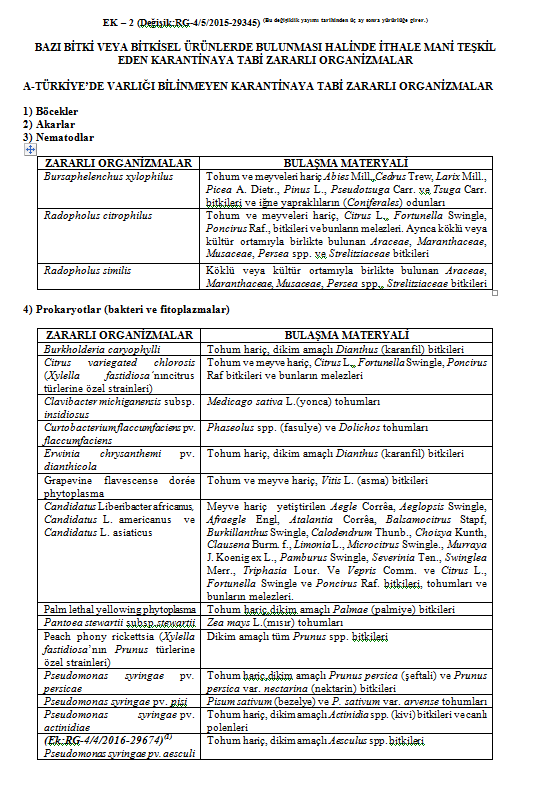 EK – 2 (Değişik:RG-4/5/2015-29345) (Bu değişiklik yayımı tarihinden üç ay sonra yürürlüğe girer.)
BAZI BİTKİ VEYA BİTKİSEL ÜRÜNLERDE BULUNMASI HALİNDE İTHALE MANİ TEŞKİL
EDEN KARANTİNAYA TABİ ZARARLI ORGANİZMALAR
A-TÜRKİYE'DE VARLIĞI BİLİNMEYEN KARANTİNAYA TABİ ZARARLI ORGANİZMALAR
1) Böcekler
2) Akarlar
3) Nematodlar
ZARARLI ORGANİZMALAR BULAŞMA MATERYALİ
Bursaphelenchus xylophilus Tohum ve meyveleri hariç Abies Mill., Cedrus Trew, Larix Mill.,
Picea A. Dietr., Pinus L., Pseudotsuga Carr. ve Tsuga Carr.
bitkileri ve iğne yapraklıların (Coniferales) odunları
Radopholus citrophilus Tohum ve meyveleri hariç, Citrus L., Fortunella Swingle,
Poncirus Raf., bitkileri ve bunların melezleri. Ayrıca köklü veya
kültür ortamıyla birlikte bulunan Araceae, Maranthaceae,
Musaceae, Persea spp. ve Strelitziaceae bitkileri
Radopholus similis Köklü veya kültür ortamıyla birlikte bulunan Araceae,
Maranthaceae, Musaceae, Persea spp., Strelitziaceae bitkileri
4) Prokaryotlar (bakteri ve fitoplazmalar)
ZARARLI ORGANİZMALAR BULAŞMA MATERYALİ
Burkholderia caryophylli Tohum hariç, dikim amaçlı Dianthus (karanfil) bitkileri
Citrus variegated chlorosis Tohum ve meyve hariç, Citrus L., Fortunella Swingle, Poncirus
(Xylella fastidiosa'nıncitrus Raf bitkileri ve bunların melezleri
türlerine özel strainleri)
Clavibacter michiganensis subsp. Medicago sativa L.(yonca) tohumları
insidiosus
Curtobacterium flaccumfaciens pv. Phaseolus spp. (fasulye) ve Dolichos tohumları
flaccumfaciens
Erwinia chrysanthemi pv. Tohum hariç, dikim amaçlı Dianthus (karanfil) bitkileri
dianthicola
Grapevine flavescense dorée Tohum ve meyve hariç, Vitis L. (asma) bitkileri
phytoplasma
Candidatus Liberibacter africanus, Meyve hariç yetiştirilen Aegle Corrêa, Aeglopsis Swingle,
Candidatus L. americanus ve Afraegle Engl, Atalantia Corrêa, Balsamocitrus Stapf,
Candidatus L. asiaticus Burkillanthus Swingle, Calodendrum Thunb., Choisya Kunth,
Clausena Burm. f., Limonia L., Microcitrus Swingle., Murraya
J. Koenig ex L., Pamburus Swingle, Severinia Ten., Swinglea
Merr., Triphasia Lour. Ve Vepris Comm. ve Citrus L.,
Fortunella Swingle ve Poncirus Raf. bitkileri, tohumları ve
bunların melezleri.
Palm lethal yellowing phytoplasma Tohum hariç,dikim amaçlı Palmae (palmiye) bitkileri
Pantoea stewartii subsp.stewartii Zea mays L.(mısır) tohumları
Peach phony rickettsia (Xylella Dikim amaçlı tüm Prunus spp. bitkileri
fastidiosa'nın Prunus türlerine
özel strainleri)
Pseudomonas syringae pv. Tohum hariç,dikim amaçlı Prunus persica (şeftali) ve Prunus
persicae persica var. nectarina (nektarin) bitkileri
Pseudomonas syringae pv. pisi Pisum sativum (bezelye) ve P. sativum var. arvense tohumları
Pseudomonas syringae pv. Tohum hariç, dikim amaçlı Actinidia spp. (kivi) bitkileri ve canlı
actinidiae polenleri
(Ek:RG-4/4/2016-29674)(1) Tohum hariç, dikim amaçlı Aesculus spp. bitkileri
Pseudomonas syringae pv. aesculi